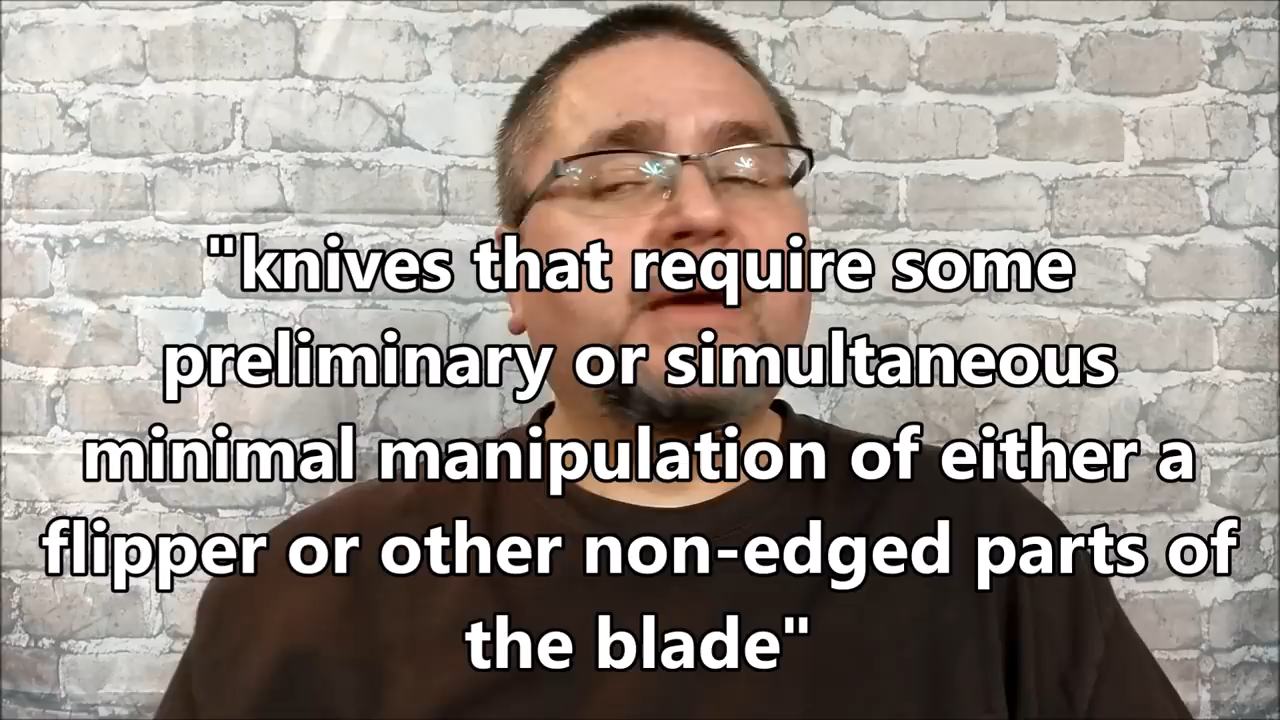 "knives that require some
preliminary or simultaneous
minimal manipulation of either a
flipper or other non-edged parts of
the blade"